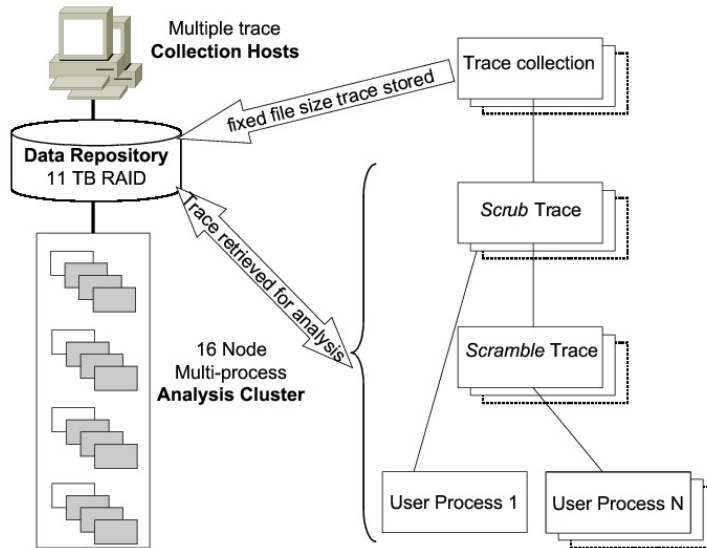 Multiple trace
Collection Hosts
Data Repository
11 TB RAID
16 Node
Multi-process
Analysis Cluster
fixed file size trace stored
Trace retrieved for analysis
Trace collection
Scrub Trace
Scramble Trace
User Process 1
User Process N